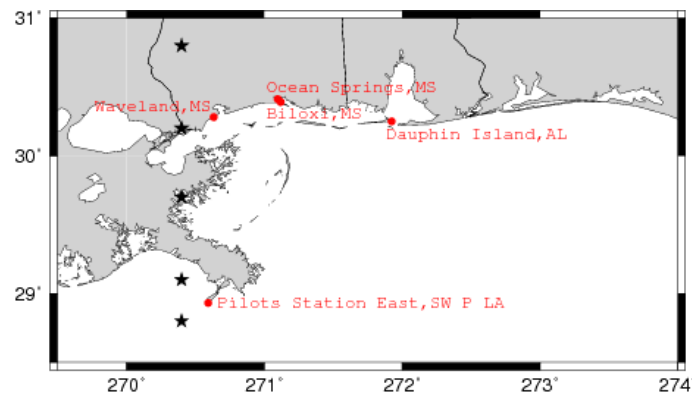 31°
Ocean Springs,MS
Waveland,MS
Biloxi,MS
Dauphin Island,AL
30°
29°
Pilots Station East,SW P LA
270° 271° 272° 273° 274°